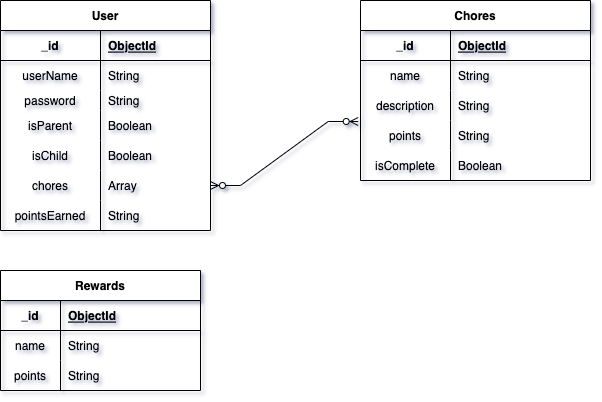 User
_id ObjectId
userName String
password String
isParent Boolean
isChild Boolean
chores Array
pointsEarned String
Chores
_id ObjectId
name String
description String
points String
isComplete Boolean
Rewards
_id ObjectId
name String
points String